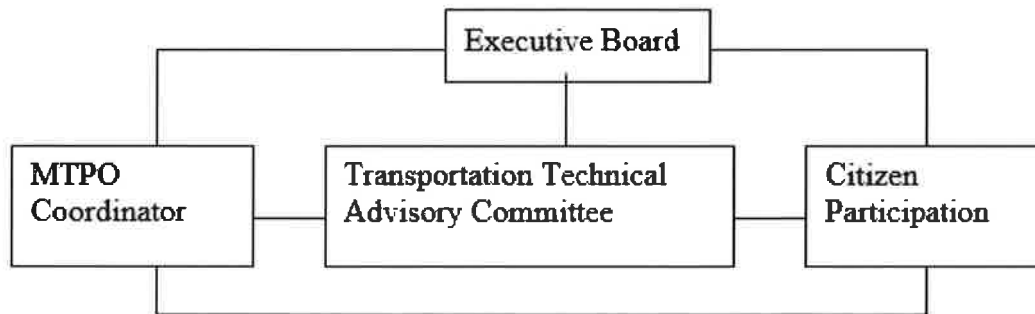 Executive Board
MTPO
Coordinator
Transportation Technical
Advisory Committee
Citizen
Participation